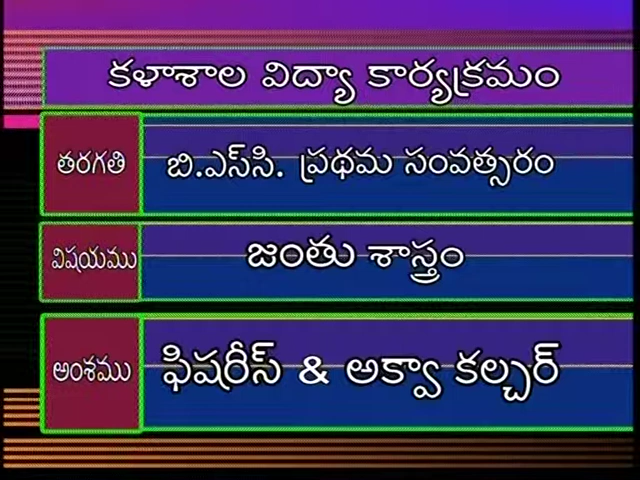 కళాశాల విద్యా కార్యక్రమం
తరగతి బి.ఎస్‌సి. ప్రథమ సంవత్సరం
విషయము జంతు శాస్త్రం
అంశము ఫిషరీస్ & అక్వా కల్చర్